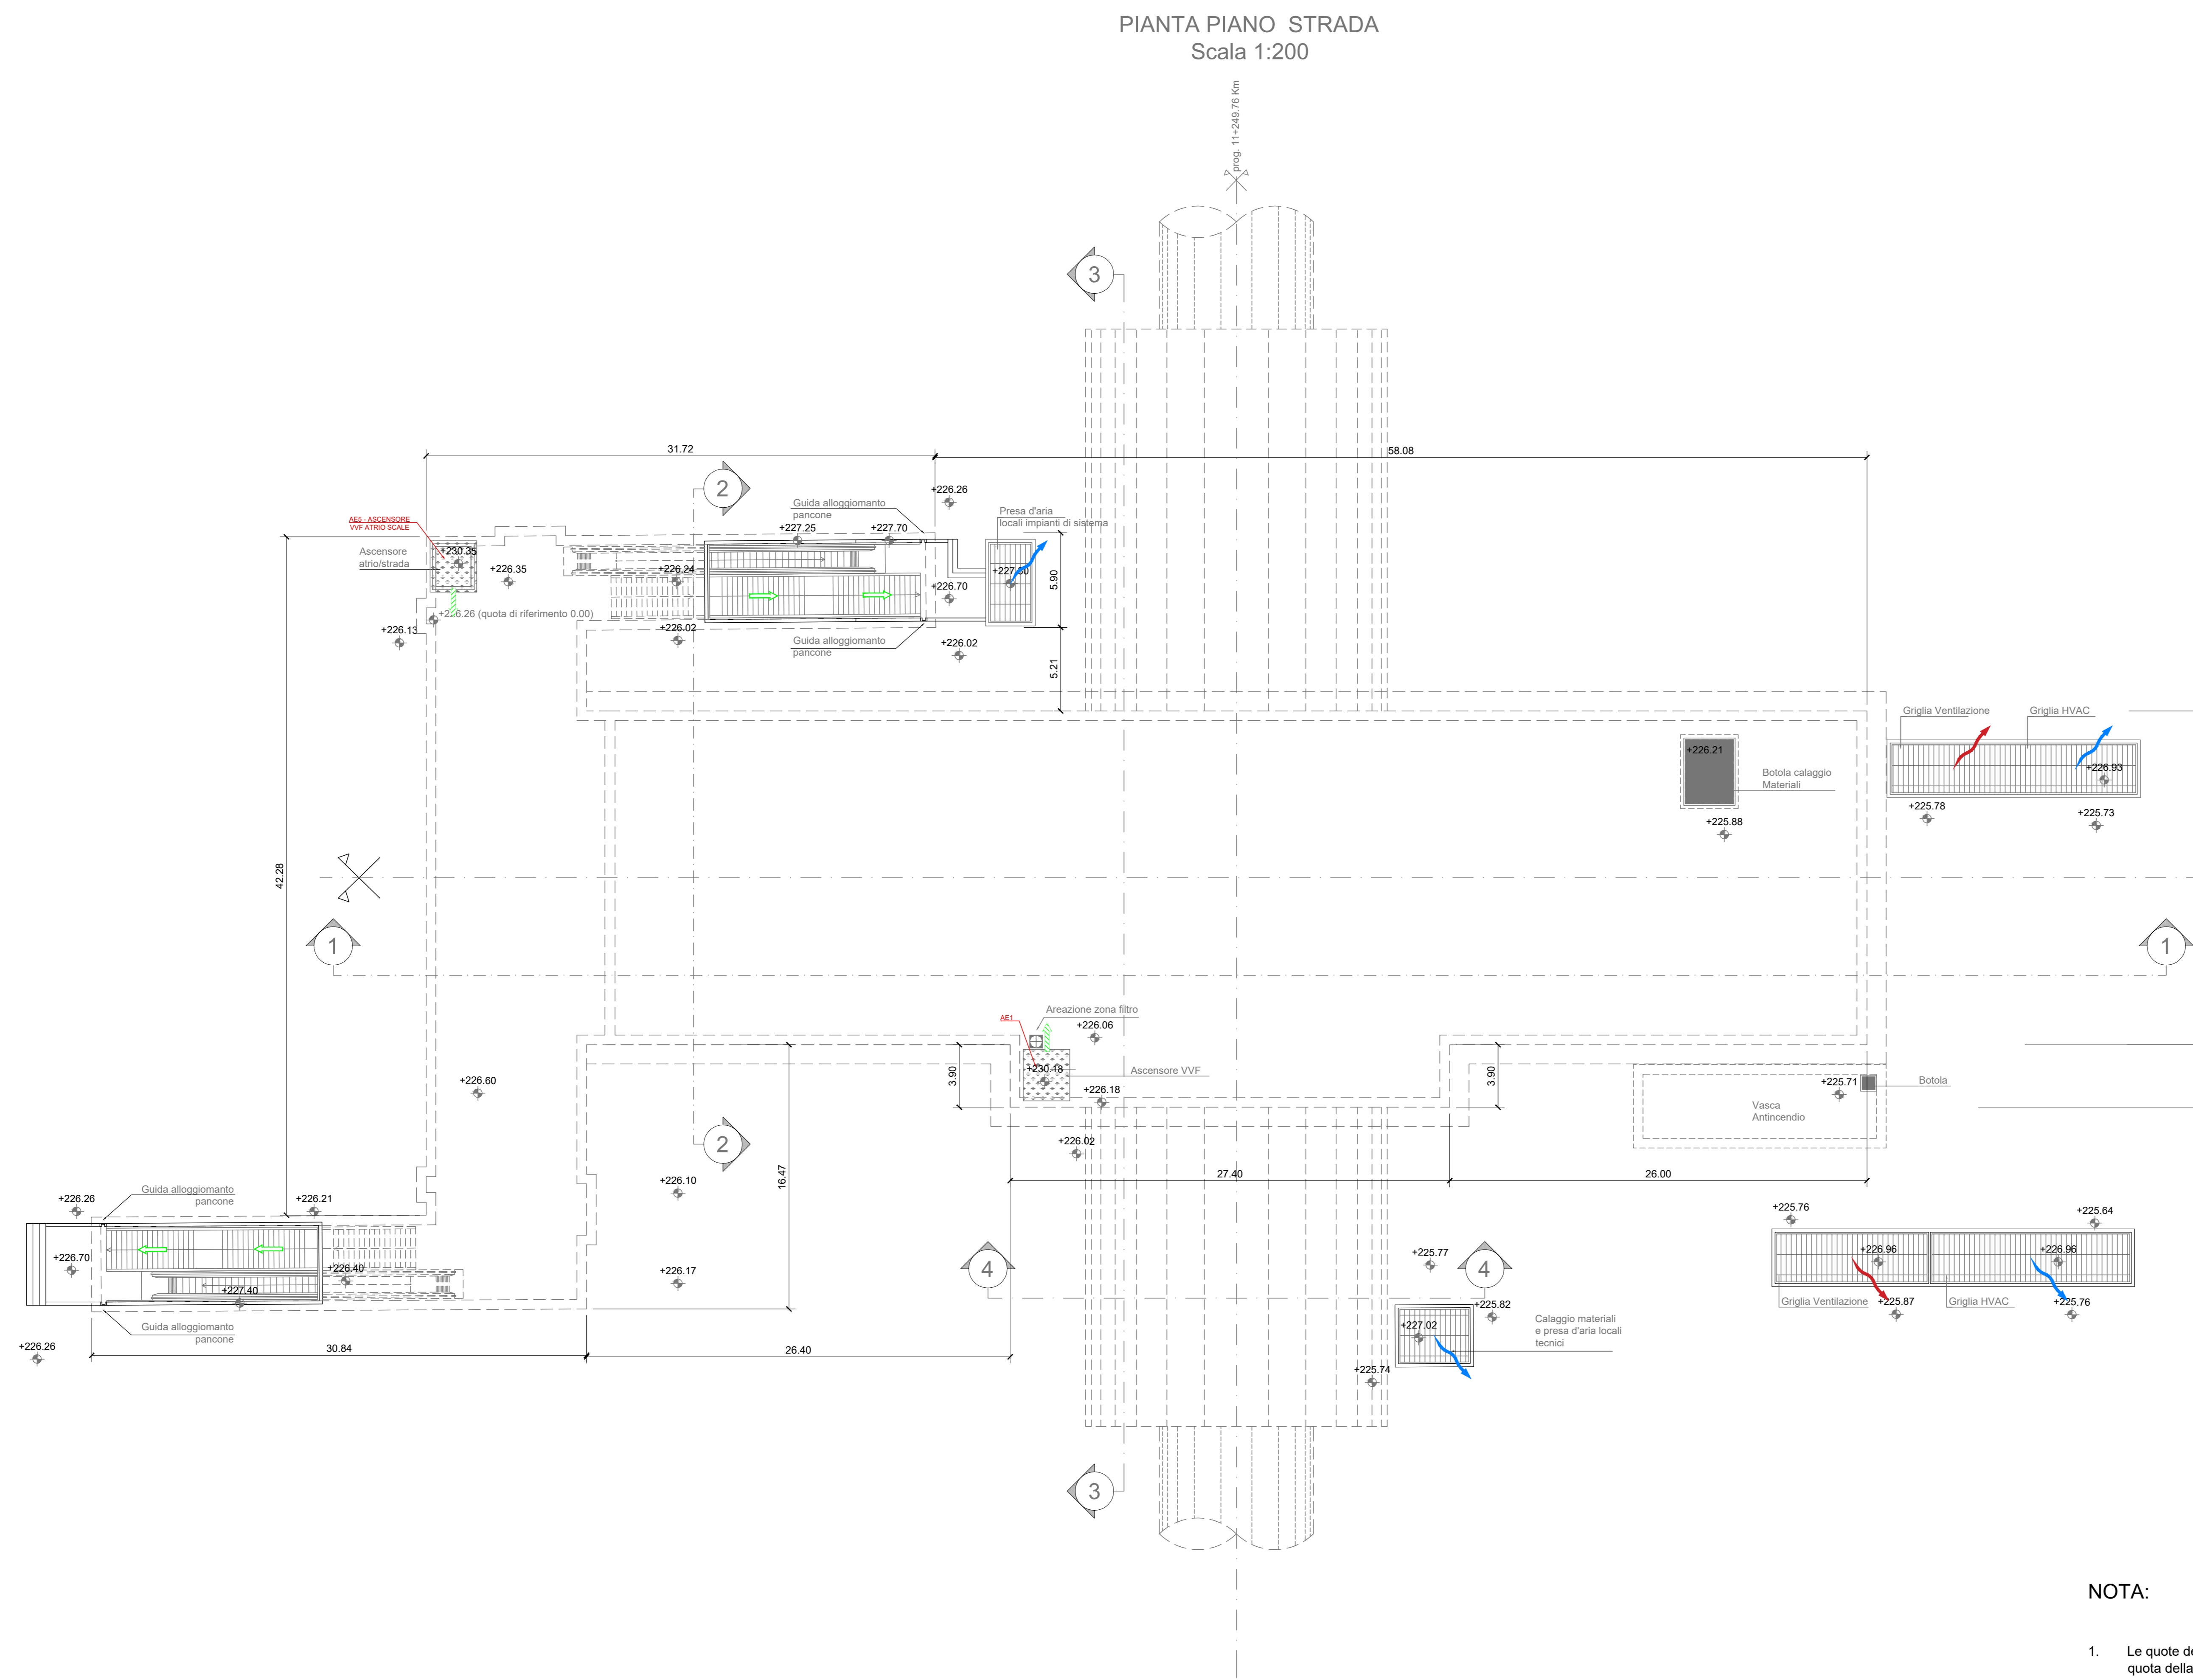 PIANTA PIANO STRADA
Scala 1:200
prog. 11+249.76 Km
3
31.72
58.08
2
+226.26
Guida alloggiomanto
pancone
Presa d'aria
locali impianti di sistema
AE5 - ASCENSORE
VVF ATRIO SCALE
+227.25
+227.70
Ascensore
atrio/strada
+230.35
+226.35
+226.24
+226.70
5.90
+226.26 (quota di riferimento 0.00)
+226.13
+226.02
Guida alloggiomanto
pancone
+226.02
5.21
Griglia Ventilazione
Griglia HVAC
+226.21
Botola calaggio
Materiali
+226.93
+225.78
+225.73
+225.88
42.28
1
1
Areazione zona filtro
AE1
+226.06
+230.18
Ascensore VVF
3.90
3.90
+226.60
+226.18
+225.71
Botola
Vasca
Antincendio
2
+226.02
16.47
27.40
26.00
+226.10
Guida alloggiomanto
pancone
+226.26
+226.21
+225.76
+225.64
+226.70
+226.40
+226.17
+227.40
4
+225.77
4
+226.96
+226.96
Griglia Ventilazione
+225.87
Griglia HVAC
+225.76
+225.82
Calaggio materiali
e presa d'aria locali
tecnici
+227.02
Guida alloggiomanto
pancone
+226.26
30.84
26.40
+225.74
3
NOTA:
1. Le quote de
quota della